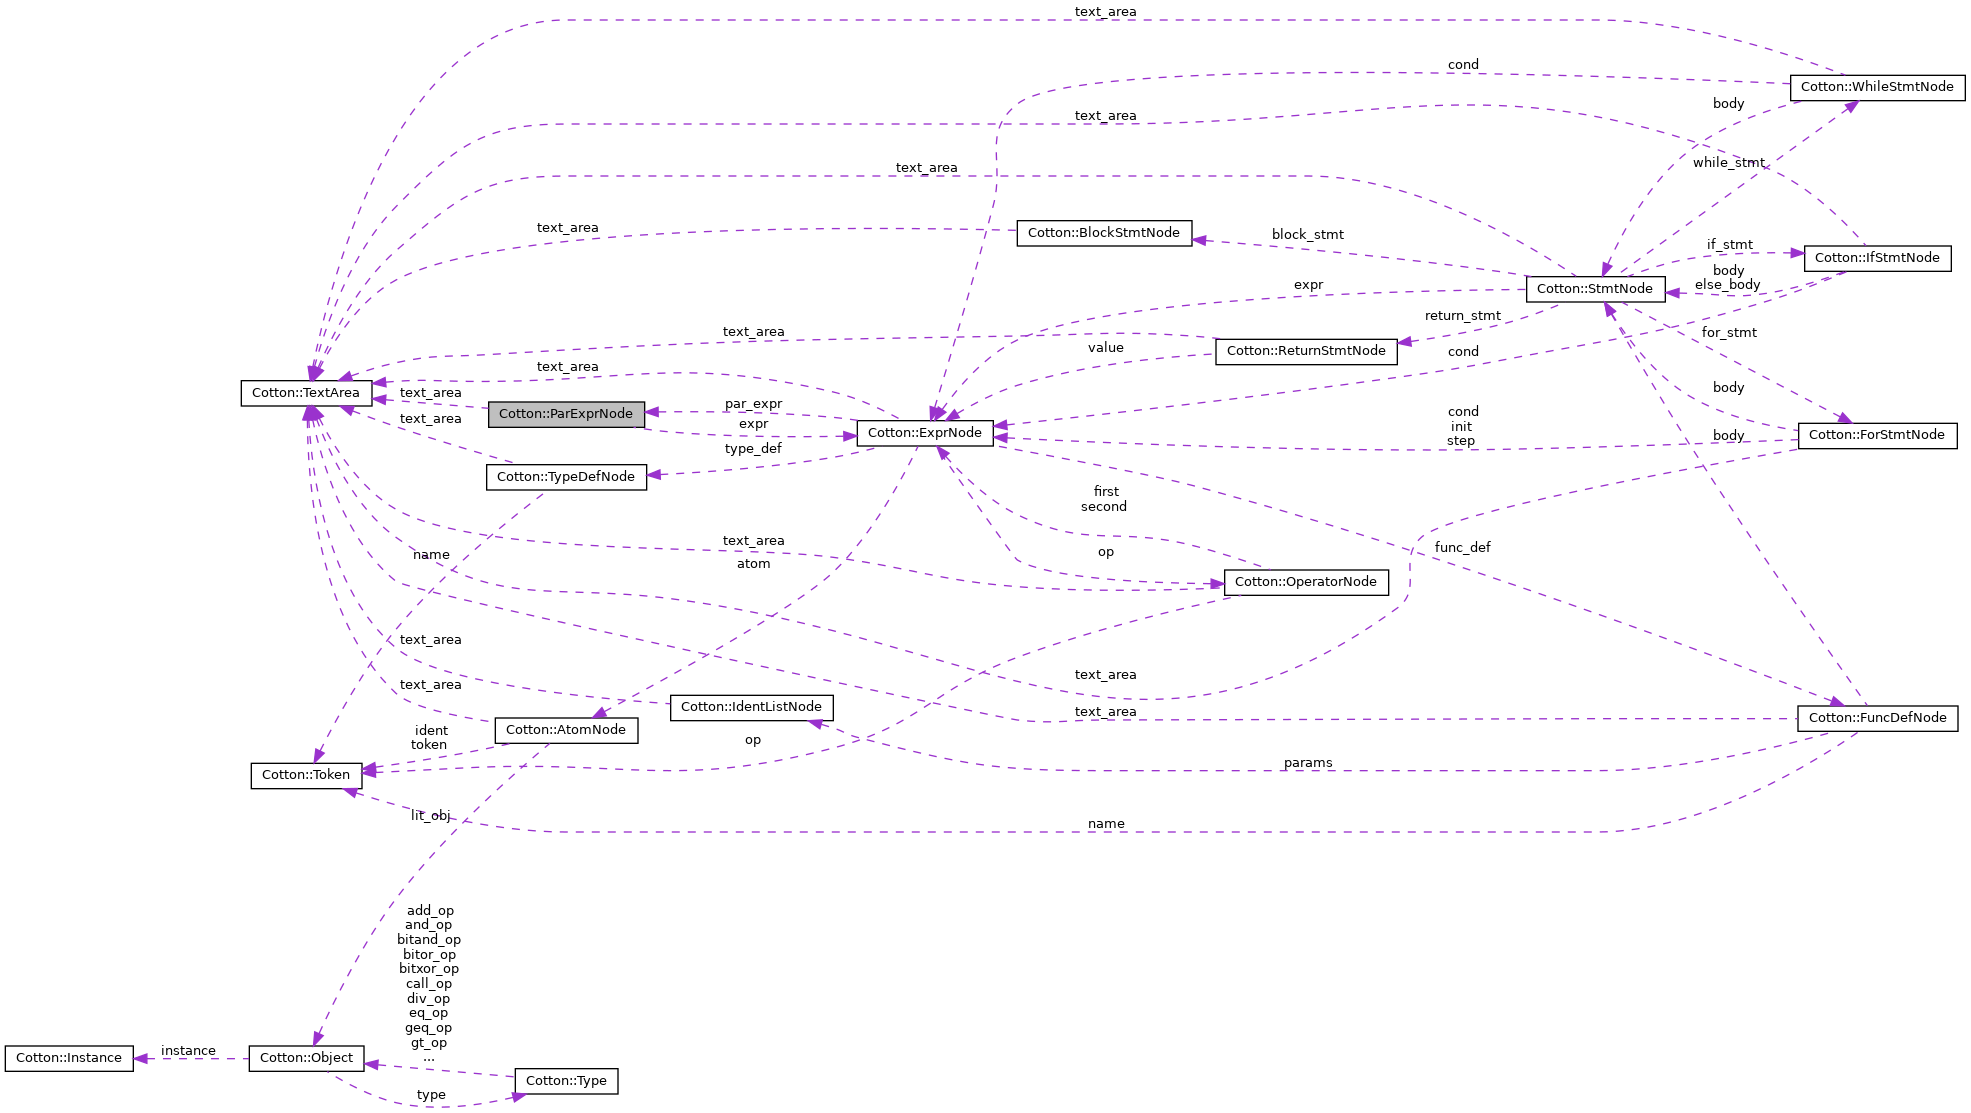 text_area
cond
Cotton::WhileStmtNode
body
text_area
while_stmt
text_area
text_area
Cotton::BlockStmtNode
block_stmt
if_stmt
Cotton::IfStmtNode
body
else_body
expr
Cotton::StmtNode
return_stmt
text_area
for_stmt
value
Cotton::ReturnStmtNode
cond
text_area
body
Cotton::TextArea
text_area
par_expr
Cotton::ParExprNode
text_area
expr
Cotton::ExprNode
cond
init
step
body
Cotton::ForStmtNode
type_def
Cotton::TypeDefNode
first
second
text_area
op
func_def
name
atom
Cotton::OperatorNode
text_area
text_area
text_area
Cotton::IdentListNode
text_area
Cotton::FuncDefNode
Cotton::AtomNode
ident
token
op
Cotton::Token
params
lit_obj
name
add_op
and_op
bitand_op
bitor_op
bitxor_op
call_op
div_op
eq_op
geq_op
gt_op
...
Cotton::Instance
instance
Cotton::Object
Cotton::Type
type